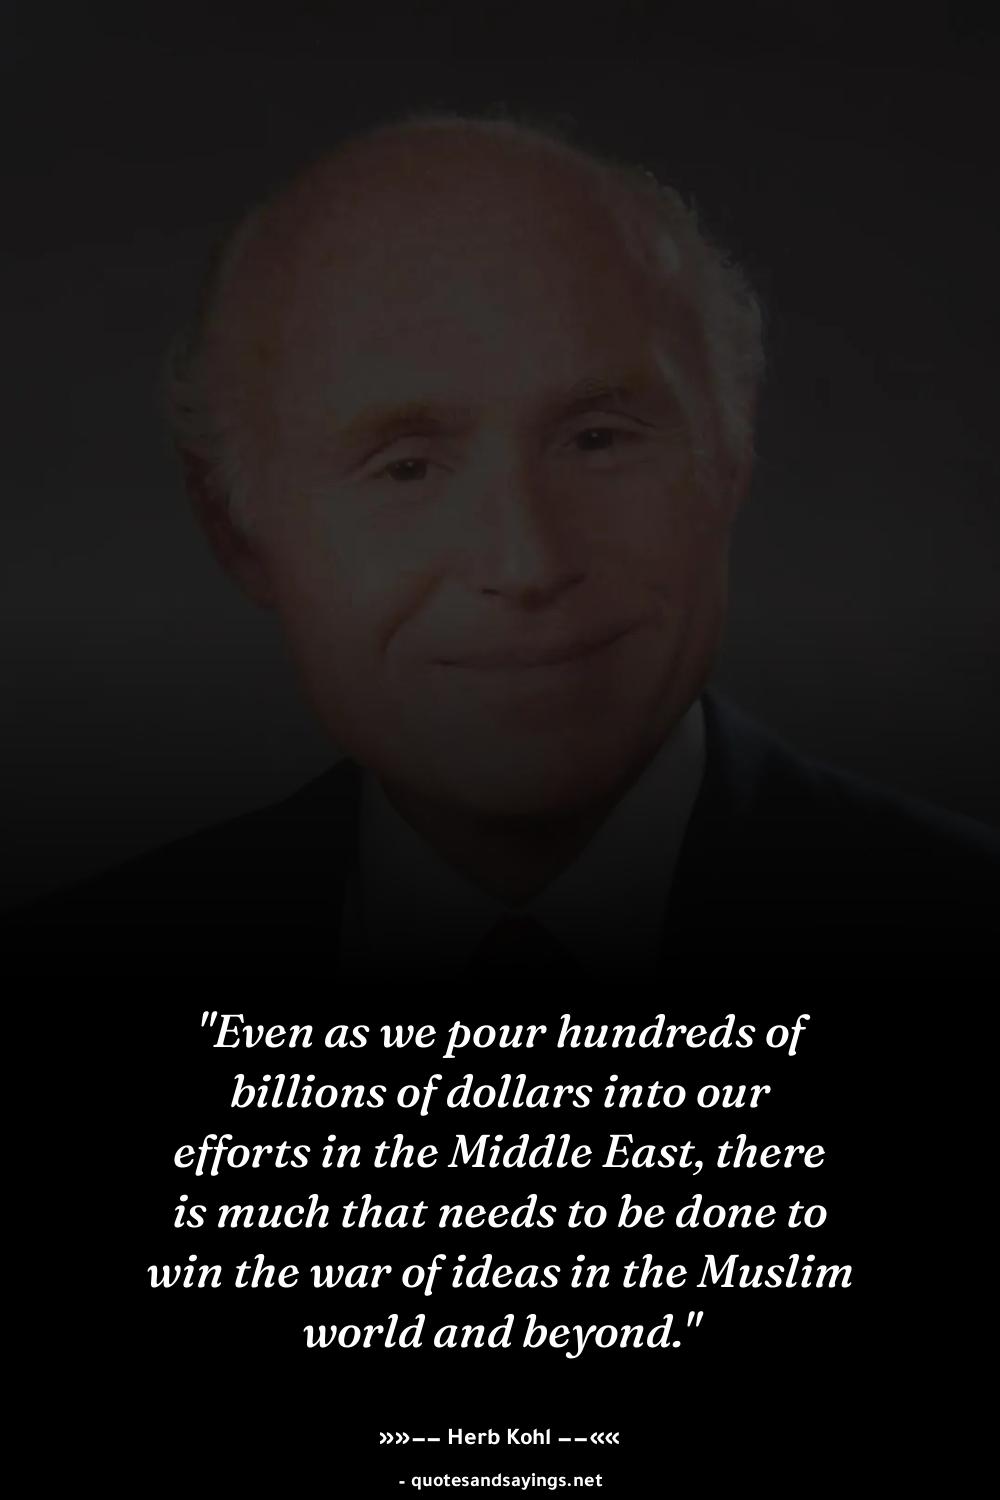 "Even as we pour hundreds of
billions of dollars into our
efforts in the Middle East, there
is much that needs to be done to
win the war of ideas in the Muslim
world and beyond."
»»–– Herb Kohl ––««
- quotesandsayings.net